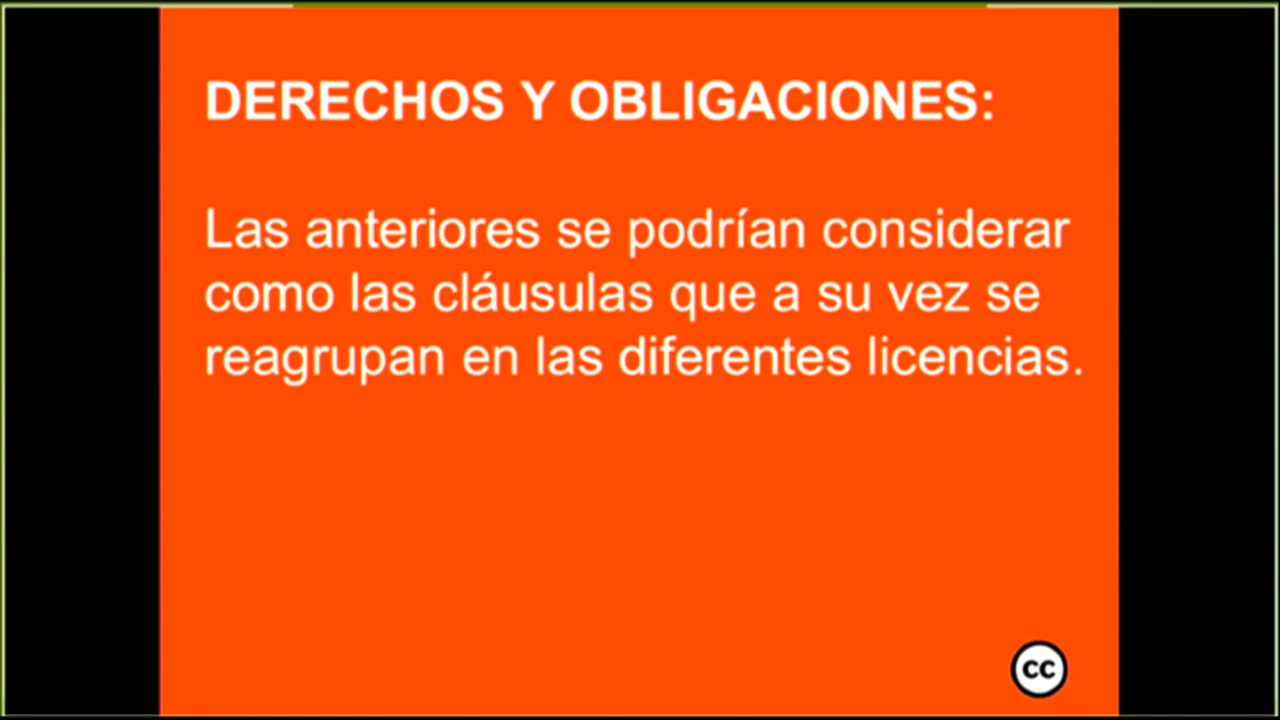 DERECHOS Y OBLIGACIONES:
Las anteriores se podrían considerar
como las cláusulas que a su vez se
reagrupan en las diferentes licencias.
cc